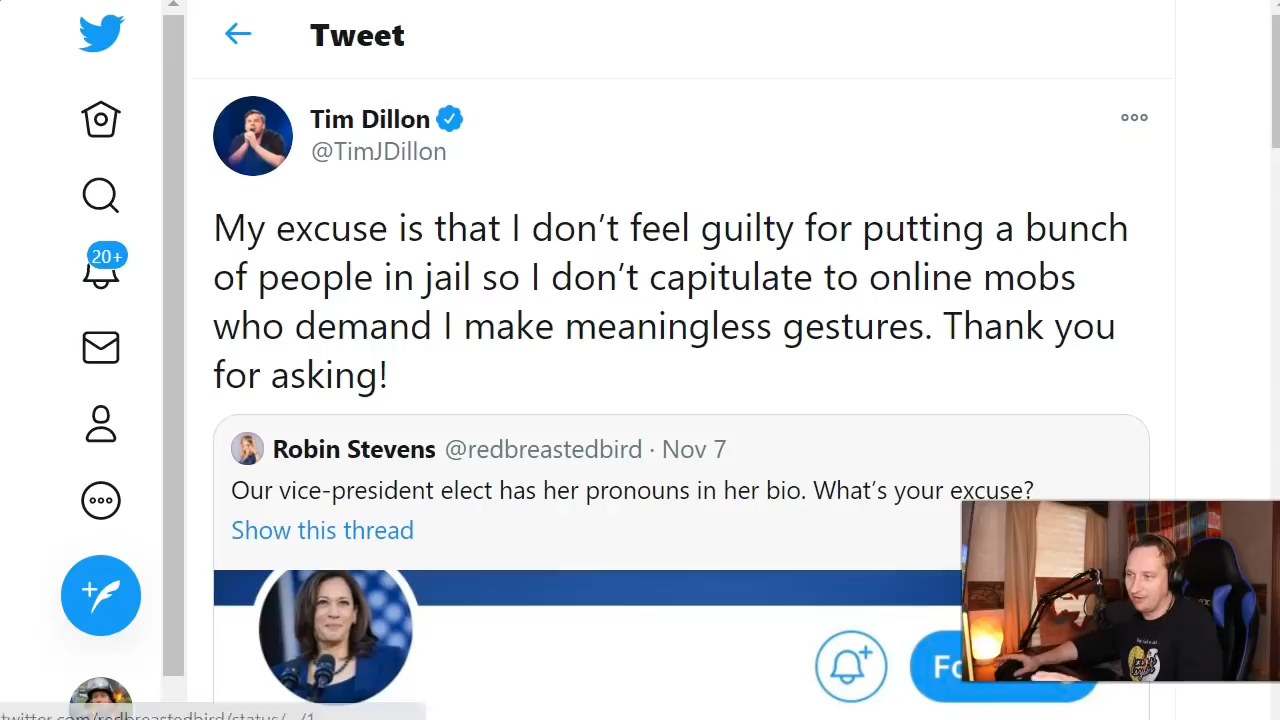 Tweet
Tim Dillon
@TimJDillon
My excuse is that I don't feel guilty for putting a bunch
of people in jail so I don't capitulate to online mobs
who demand I make meaningless gestures. Thank you
for asking!
20+
Robin Stevens @redbreastedbird · Nov 7
Our vice-president elect has her pronouns in her bio. What's your excuse?
Show this thread